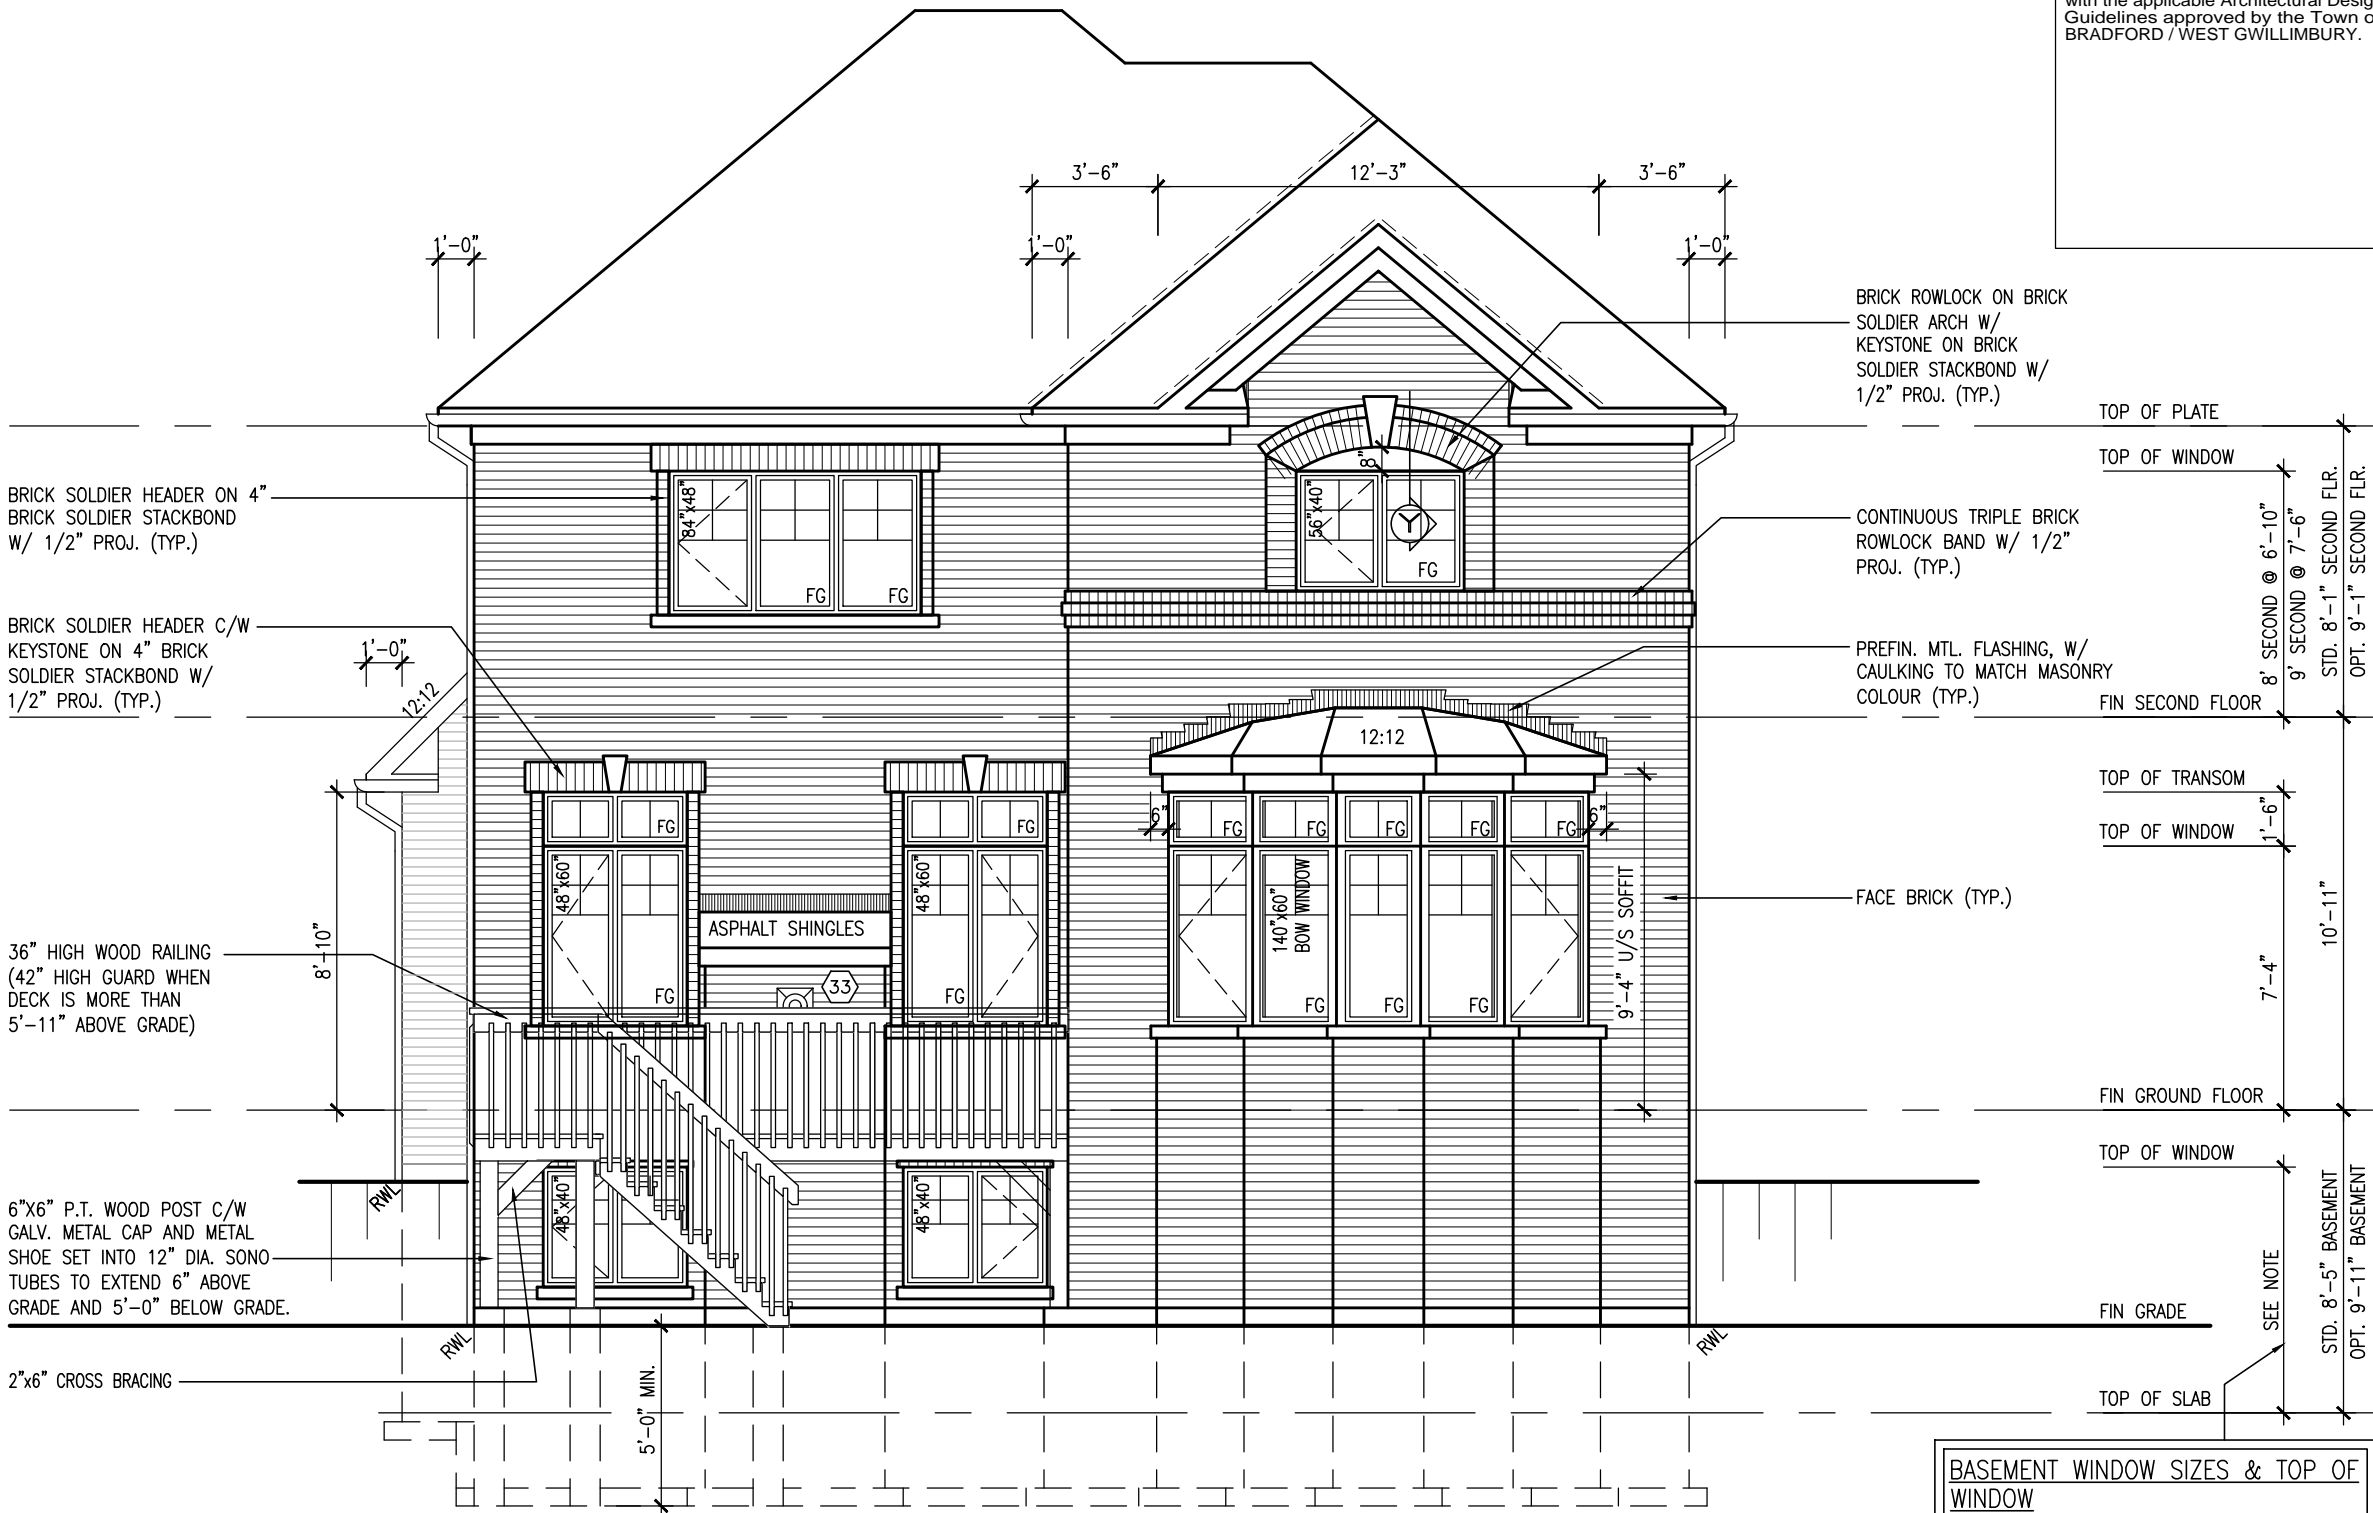 with the applicable Architectural Desig
Guidelines approved by the Town o
BRADFORD / WEST GWILLIMBURY.
3'-6"
12'-3"
3'-6"
1'-0"
1'-0"
1'-0"
BRICK ROWLOCK ON BRICK
SOLDIER ARCH W/
KEYSTONE ON BRICK
SOLDIER STACKBOND W/
1/2" PROJ. (TYP.)
TOP OF PLATE
TOP OF WINDOW
BRICK SOLDIER HEADER ON 4"
BRICK SOLDIER STACKBOND
W/ 1/2" PROJ. (TYP.)
84"x48"
FG
FG
8"
56"x40"
Y
FG
CONTINUOUS TRIPLE BRICK
ROWLOCK BAND W/ 1/2"
PROJ. (TYP.)
8' SECOND @ 6'-10"
9' SECOND @ 7'-6"
STD. 8'-1" SECOND FLR.
OPT. 9'-1" SECOND FLR.
BRICK SOLDIER HEADER C/W
KEYSTONE ON 4" BRICK
SOLDIER STACKBOND W/
1/2" PROJ. (TYP.)
1'-0"
12:12
PREFIN. MTL. FLASHING, W/
CAULKING TO MATCH MASONRY
COLOUR (TYP.)
FIN SECOND FLOOR
12:12
TOP OF TRANSOM
1'-6"
TOP OF WINDOW
FG
FG
6"
FG
FG
FG
FG
FG
6"
48"x60"
48"x60"
140"x60"
BOW WINDOW
9'-4" U/S SOFFIT
FACE BRICK (TYP.)
10'-11"
7'-4"
ASPHALT SHINGLES
33
FG
FG
FG
FG
FG
8'-10"
36" HIGH WOOD RAILING
(42" HIGH GUARD WHEN
DECK IS MORE THAN
5'-11" ABOVE GRADE)
FIN GROUND FLOOR
TOP OF WINDOW
RWL
48"x40"
48"x40"
6"X6" P.T. WOOD POST C/W
GALV. METAL CAP AND METAL
SHOE SET INTO 12" DIA. SONO
TUBES TO EXTEND 6" ABOVE
GRADE AND 5'-0" BELOW GRADE.
SEE NOTE
STD. 8'-5" BASEMENT
OPT. 9'-11" BASEMENT
FIN GRADE
RWL
RWL
2"x6" CROSS BRACING
5'-0" MIN.
TOP OF SLAB
BASEMENT WINDOW SIZES & TOP OF
WINDOW